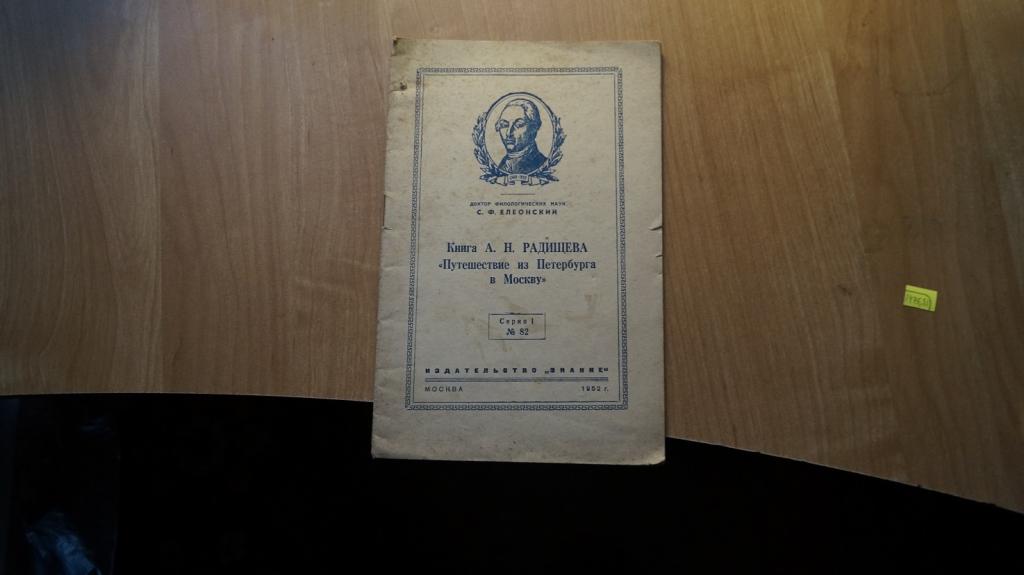 ДОКТОР ФИЛОЛОГИЧЕСКИХ НАУК
С. Ф. ЕЛЕОНСКИЙ
Книга А. Н. РАДИЩЕВА
«Путешествие из Петербурга
в Москву»
Серия I
№ 82
ИЗДАТЕЛЬСТВО „ЗНАНИЕ“
МОСКВА 1952 г.